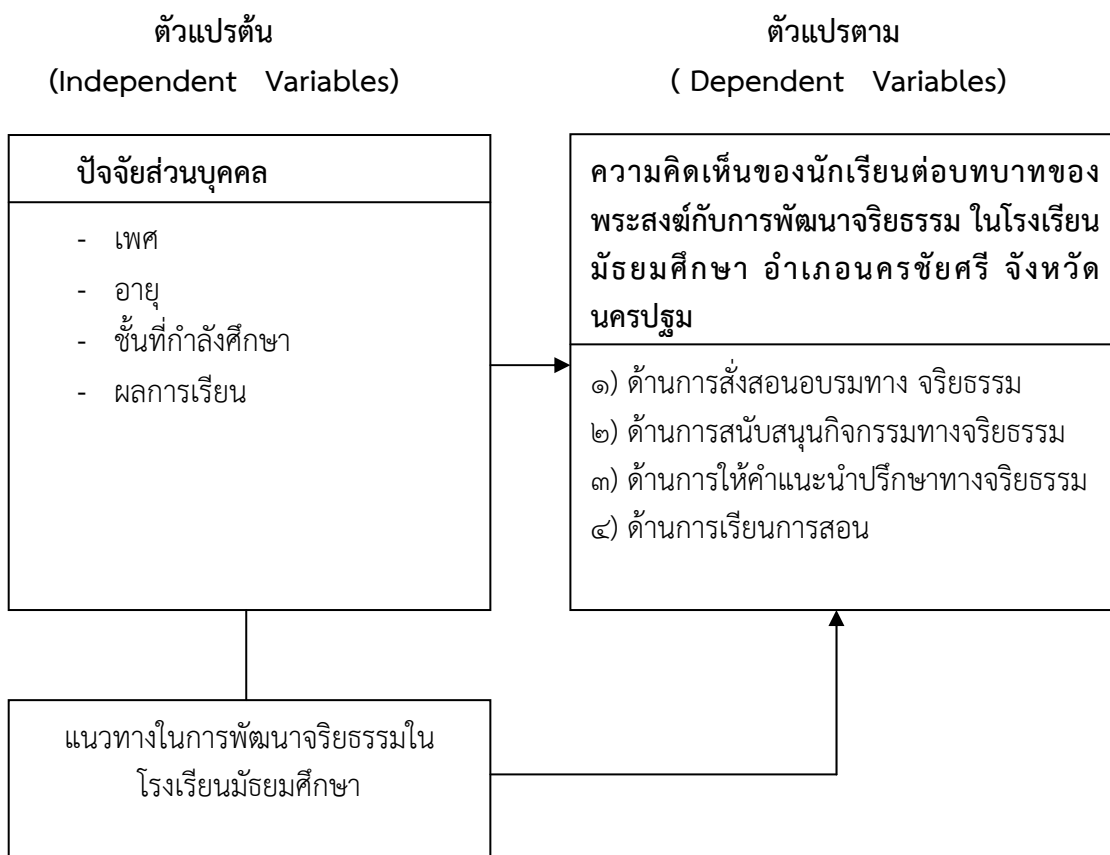 ตัวแปรต้น
(Independent Variables)
ตัวแปรตาม
( Dependent Variables)
ปัจจัยส่วนบุคคล
- เพศ
- อายุ
- ชั้นที่กำลังศึกษา
- ผลการเรียน
ความคิดเห็นของนักเรียนต่อบทบาทของ
พระสงฆ์กับการพัฒนาจริยธรรม ในโรงเรียน
มัธยมศึกษา อำเภอนครชัยศรี จังหวัด
นครปฐม
๑) ด้านการสั่งสอนอบรมทาง จริยธรรม
๒) ด้านการสนับสนุนกิจกรรมทางจริยธรรม
๓) ด้านการให้คำแนะนำปรึกษาทางจริยธรรม
๔) ด้านการเรียนการสอน
แนวทางในการพัฒนาจริยธรรมใน
โรงเรียนมัธยมศึกษา